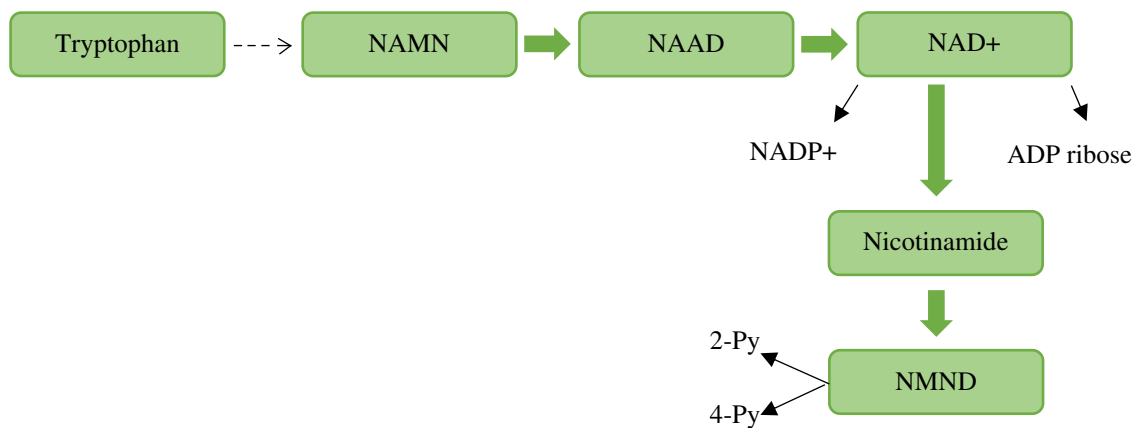 Tryptophan
NAMN
NAAD
NAD+
NADP+
ADP ribose
Nicotinamide
2-Py
NMND
4-Py